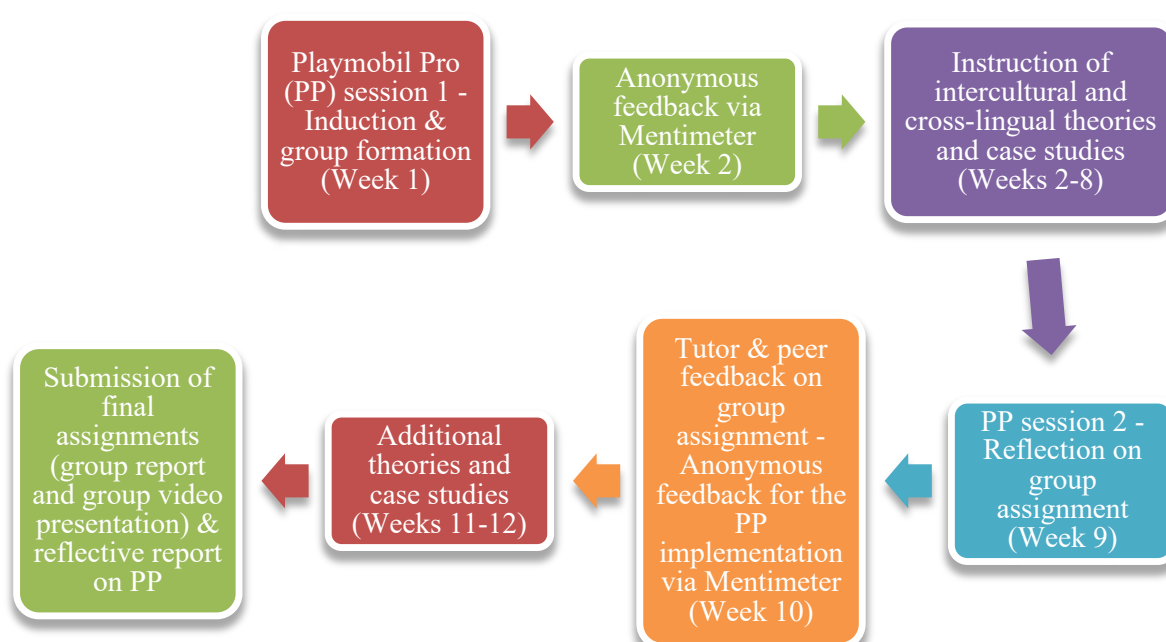 Playmobil Pro
(PP) session 1 -
Induction &
group formation
(Week 1)
Anonymous
feedback via
Mentimeter
(Week 2)
Instruction of
intercultural and
cross-lingual theories
and case studies
(Weeks 2-8)
PP session 2 -
Reflection on
group
assignment
(Week 9)
Tutor & peer
feedback on
group
assignment -
Anonymous
feedback for the
PP
implementation
via Mentimeter
(Week 10)
Additional
theories and
case studies
(Weeks 11-12)
Submission of
final
assignments
(group report
and group video
presentation) &
reflective report
on PP